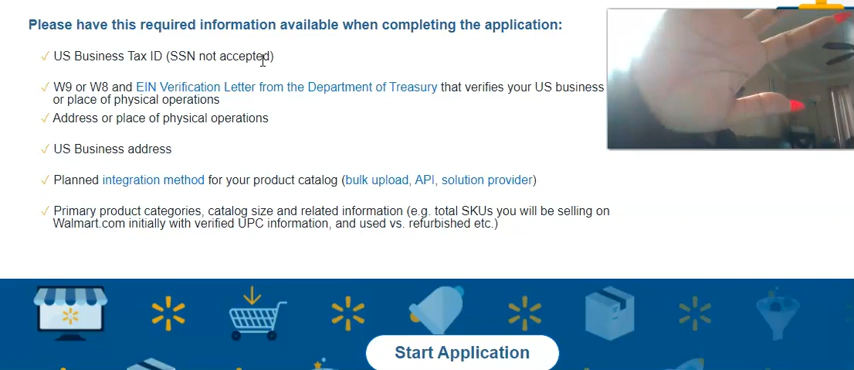 Please have this required information available when completing the application:
US Business Tax ID (SSN not accepted)
W9 or W8 and EIN Verification Letter from the Department of Treasury that verifies your US business
or place of physical operations
Address or place of physical operations
US Business address
Planned integration method for your product catalog (bulk upload, API, solution provider)
Primary product categories, catalog size and related information (e.g. total SKUs you will be selling on
Walmart.com initially with verified UPC information, and used vs. refurbished etc.)
Start Application